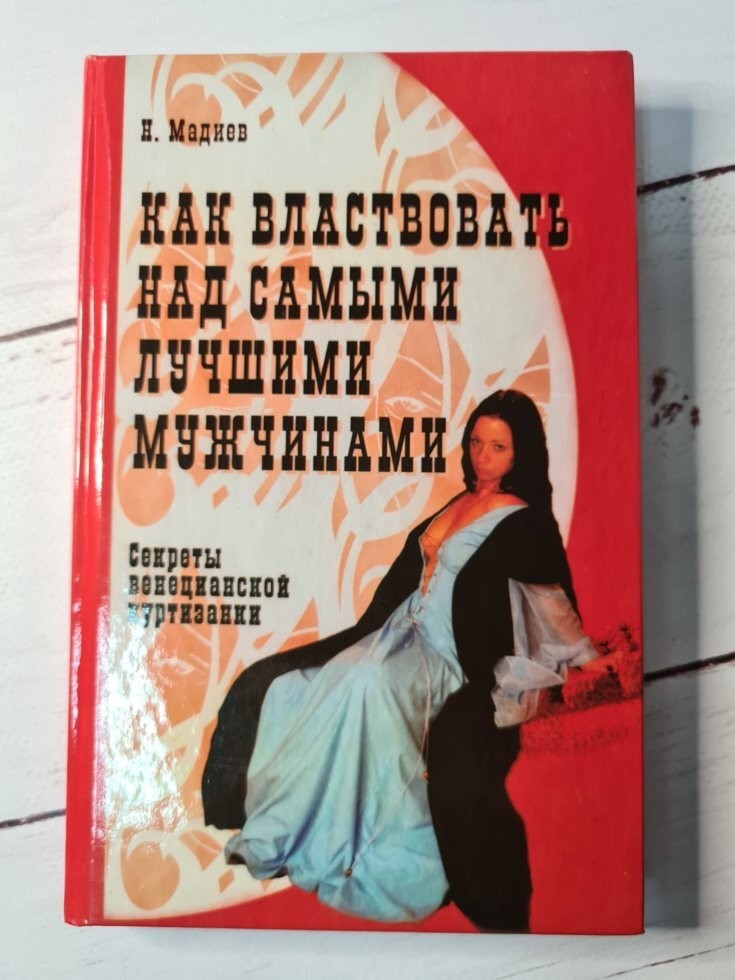 Н. Мадиев
КАК ВЛАСТВОВАТЬ
НАД САМЫМИ
ЛУЧШИМИ
МУЖЧИНАМИ
Секреты
венецианской
куртизанки